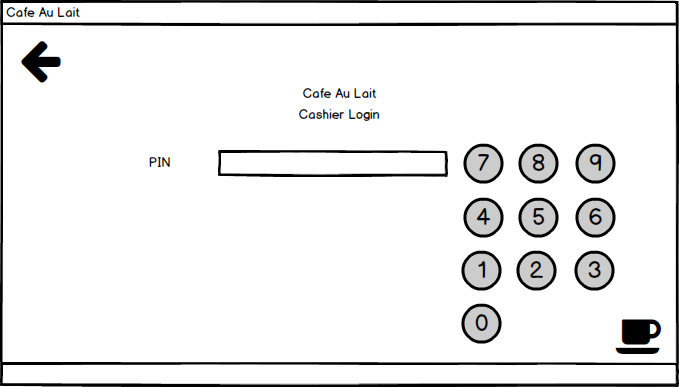 Cafe Au Lait
Cafe Au Lait
Cashier Login
PIN
7 8 9
4 5 6
1 2 3
0